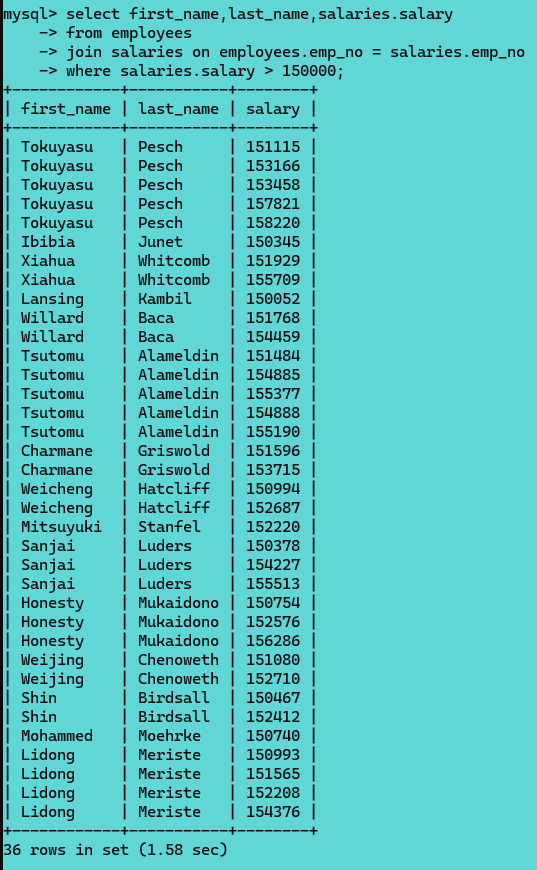 mysql> select first_name,last_name,salaries.salary
    -> from employees
    -> join salaries on employees.emp_no = salaries.emp_no
    -> where salaries.salary > 150000;
+------------+-----------+--------+
| first_name | last_name | salary |
+------------+-----------+--------+
| Tokuyasu   | Pesch     | 151115 |
| Tokuyasu   | Pesch     | 153166 |
| Tokuyasu   | Pesch     | 153458 |
| Tokuyasu   | Pesch     | 157821 |
| Tokuyasu   | Pesch     | 158220 |
| Ibibia     | Junet     | 150345 |
| Xiahua     | Whitcomb  | 151929 |
| Xiahua     | Whitcomb  | 155709 |
| Lansing    | Kambil    | 150052 |
| Willard    | Baca      | 151768 |
| Willard    | Baca      | 154459 |
| Tsutomu    | Alameldin | 151484 |
| Tsutomu    | Alameldin | 154885 |
| Tsutomu    | Alameldin | 155377 |
| Tsutomu    | Alameldin | 154888 |
| Tsutomu    | Alameldin | 155190 |
| Charmane   | Griswold  | 151596 |
| Charmane   | Griswold  | 153715 |
| Weicheng   | Hatcliff  | 150994 |
| Weicheng   | Hatcliff  | 152687 |
| Mitsuyuki  | Stanfel   | 152220 |
| Sanjai     | Luders    | 150378 |
| Sanjai     | Luders    | 154227 |
| Sanjai     | Luders    | 155513 |
| Honesty    | Mukaidono | 150754 |
| Honesty    | Mukaidono | 152576 |
| Honesty    | Mukaidono | 156286 |
| Weijing    | Chenoweth | 151080 |
| Weijing    | Chenoweth | 152710 |
| Shin       | Birdsall  | 150467 |
| Shin       | Birdsall  | 152412 |
| Mohammed   | Moehrke   | 150740 |
| Lidong     | Meriste   | 150993 |
| Lidong     | Meriste   | 151565 |
| Lidong     | Meriste   | 152208 |
| Lidong     | Meriste   | 154376 |
+------------+-----------+--------+
36 rows in set (1.58 sec)